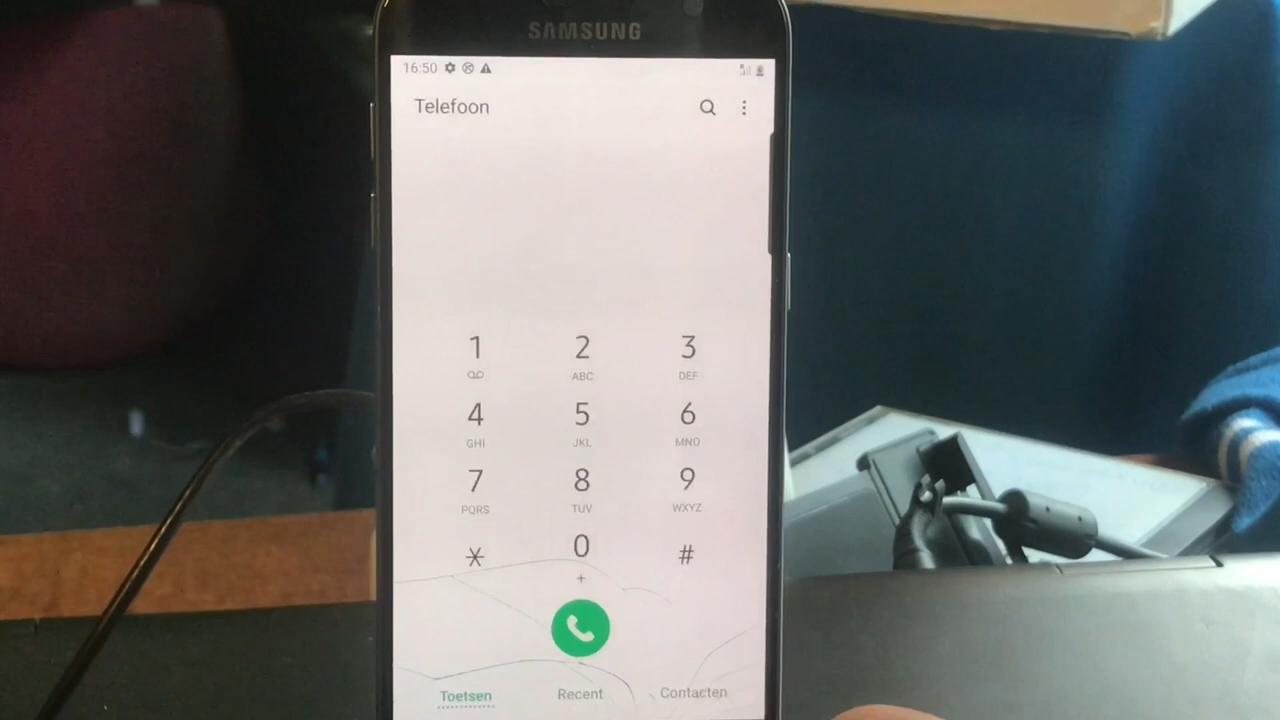 SAMSUNG
16:50
Telefoon
1 2 3
ABC DEF
4 5 6
GHI JKL MNO
7 8 9
PQRS TUV WXYZ
* 0 #
+
Toetsen Recent Contacten